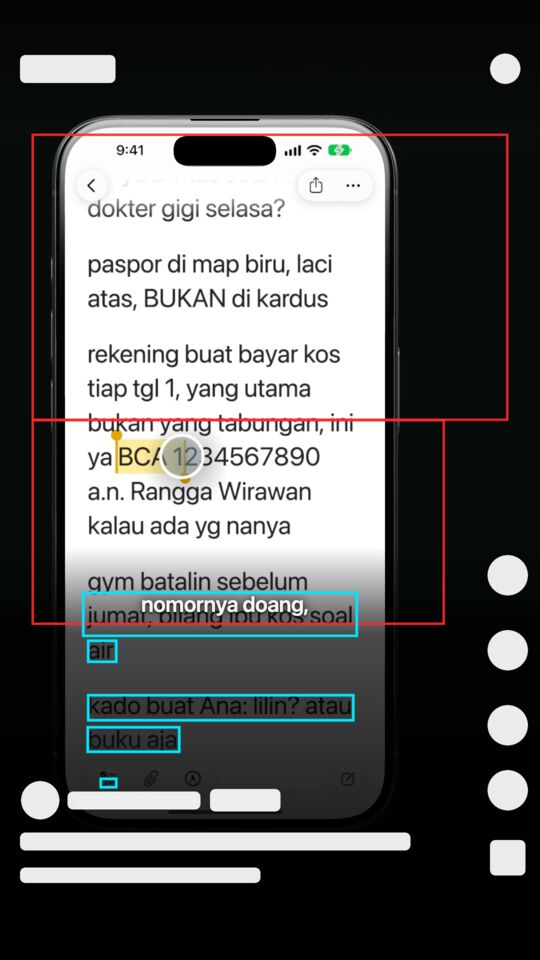 9:41
dokter gigi selasa?
paspor di map biru, laci
atas, BUKAN di kardus
rekening buat bayar kos
tiap tgl 1, yang utama
bukan yang tabungan, ini
ya BCA 1234567890
a.n. Rangga Wirawan
kalau ada yg nanya
gym batalin sebelum
nomornya doang,
jumat, bilang ibu kos soal
air
kado buat Ana: lilin? atau
buku aja